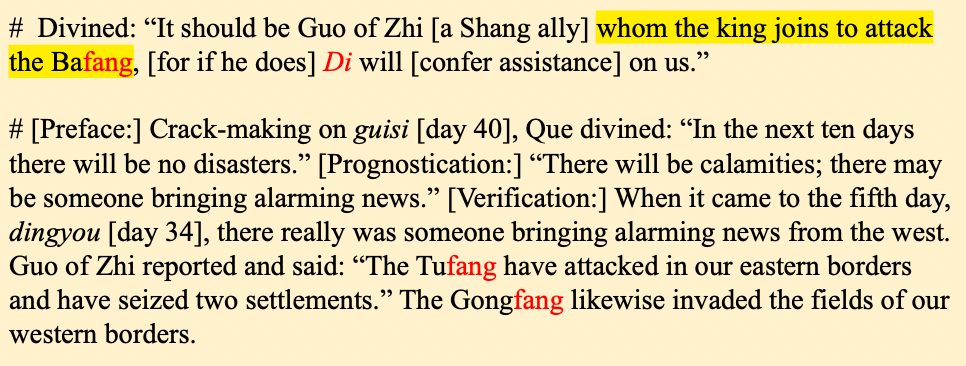 # Divined: “It should be Guo of Zhi [a Shang ally] whom the king joins to attack
the Bafang, [for if he does] Di will [confer assistance] on us.”
# [Preface:] Crack-making on guisi [day 40], Que divined: “In the next ten days
there will be no disasters.” [Prognostication:] “There will be calamities; there may
be someone bringing alarming news.” [Verification:] When it came to the fifth day,
dingyou [day 34], there really was someone bringing alarming news from the west.
Guo of Zhi reported and said: “The Tufang have attacked in our eastern borders
and have seized two settlements.” The Gongfang likewise invaded the fields of our
western borders.